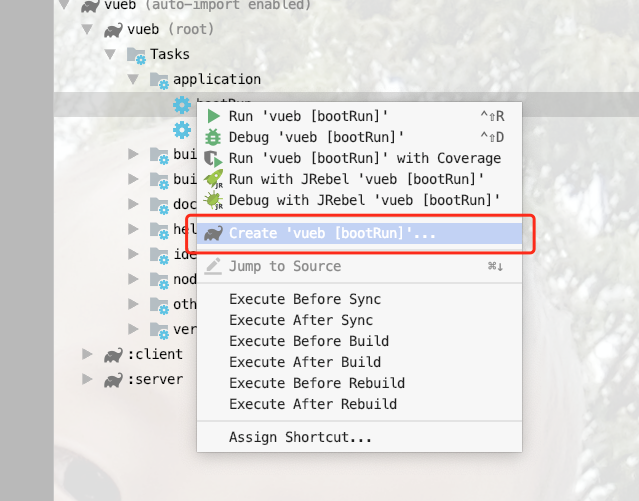 vueb (auto-import enabled)
vueb (root)
Tasks
application
bootRun
Run 'vueb [bootRun]' ⌃⇧R
Debug 'vueb [bootRun]' ⌃⇧D
Run 'vueb [bootRun]' with Coverage
Run with JRebel 'vueb [bootRun]'
Debug with JRebel 'vueb [bootRun]'
Create 'vueb [bootRun]'...
Jump to Source ⌘↓
Execute Before Sync
Execute After Sync
Execute Before Build
Execute After Build
Execute Before Rebuild
Execute After Rebuild
Assign Shortcut...
bui
bui
doc
hel
ide
nod
oth
ver
:client
:server